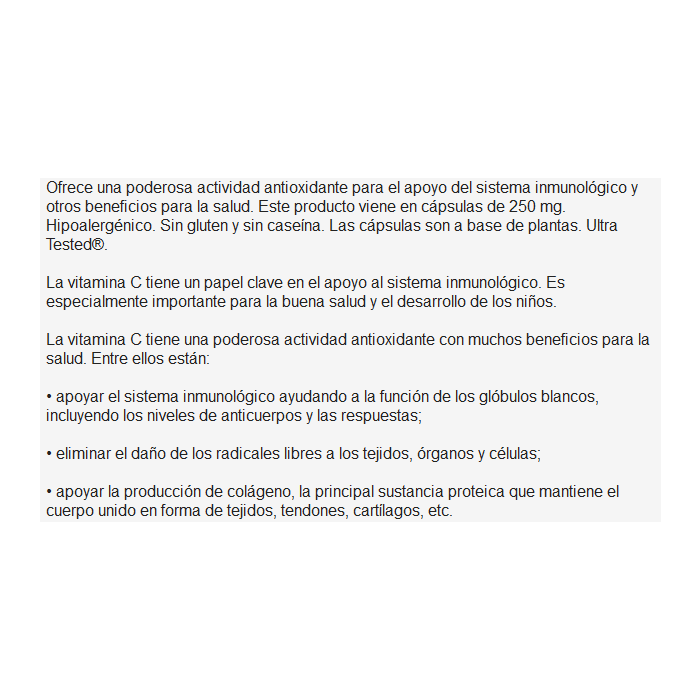 Ofrece una poderosa actividad antioxidante para el apoyo del sistema inmunológico y
otros beneficios para la salud. Este producto viene en cápsulas de 250 mg.
Hipoalergénico. Sin gluten y sin caseína. Las cápsulas son a base de plantas. Ultra
Tested®.
La vitamina C tiene un papel clave en el apoyo al sistema inmunológico. Es
especialmente importante para la buena salud y el desarrollo de los niños.
La vitamina C tiene una poderosa actividad antioxidante con muchos beneficios para la
salud. Entre ellos están:
• apoyar el sistema inmunológico ayudando a la función de los glóbulos blancos,
incluyendo los niveles de anticuerpos y las respuestas;
• eliminar el daño de los radicales libres a los tejidos, órganos y células;
• apoyar la producción de colágeno, la principal sustancia proteica que mantiene el
cuerpo unido en forma de tejidos, tendones, cartílagos, etc.